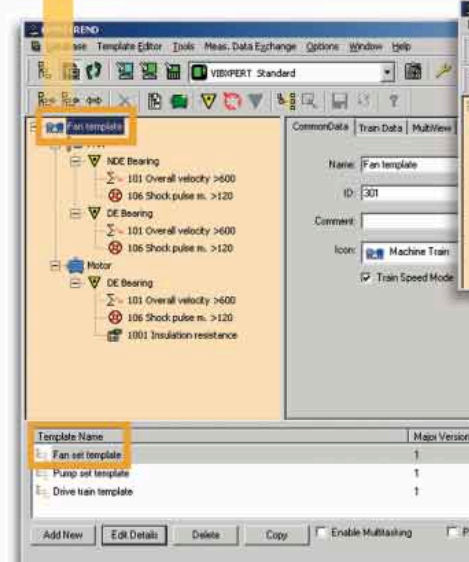 Template Editor Tools Meas. Data Exchange Options Window Help
VIBXPERT Standard
Fan template
NDE Bearing
101 Overall velocity >600
106 Shock pulse m. >120
DE Bearing
101 Overall velocity >600
106 Shock pulse m. >120
Motor
DE Bearing
101 Overall velocity >600
106 Shock pulse m. >120
1001 Insulation resistance
CommonData Train Data MultiView
Name: Fan template
ID: 301
Comment:
Icon: Machine Train
Train Speed Mode
Template Name Major Version
Fan set template 1
Pump set template 1
Drive train template 1
Add New Edit Details Delete Copy Enable Multitasking P